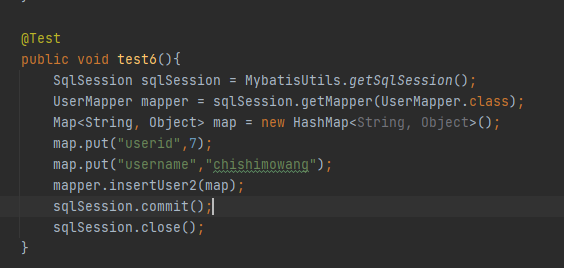 @Test
public void test6(){
SqlSession sqlSession = MybatisUtils.getSqlSession();
UserMapper mapper = sqlSession.getMapper(UserMapper.class);
Map<String, Object> map = new HashMap<String, Object>();
map.put("userid",7);
map.put("username","chishimowang");
mapper.insertUser2(map);
sqlSession.commit();
sqlSession.close();
}